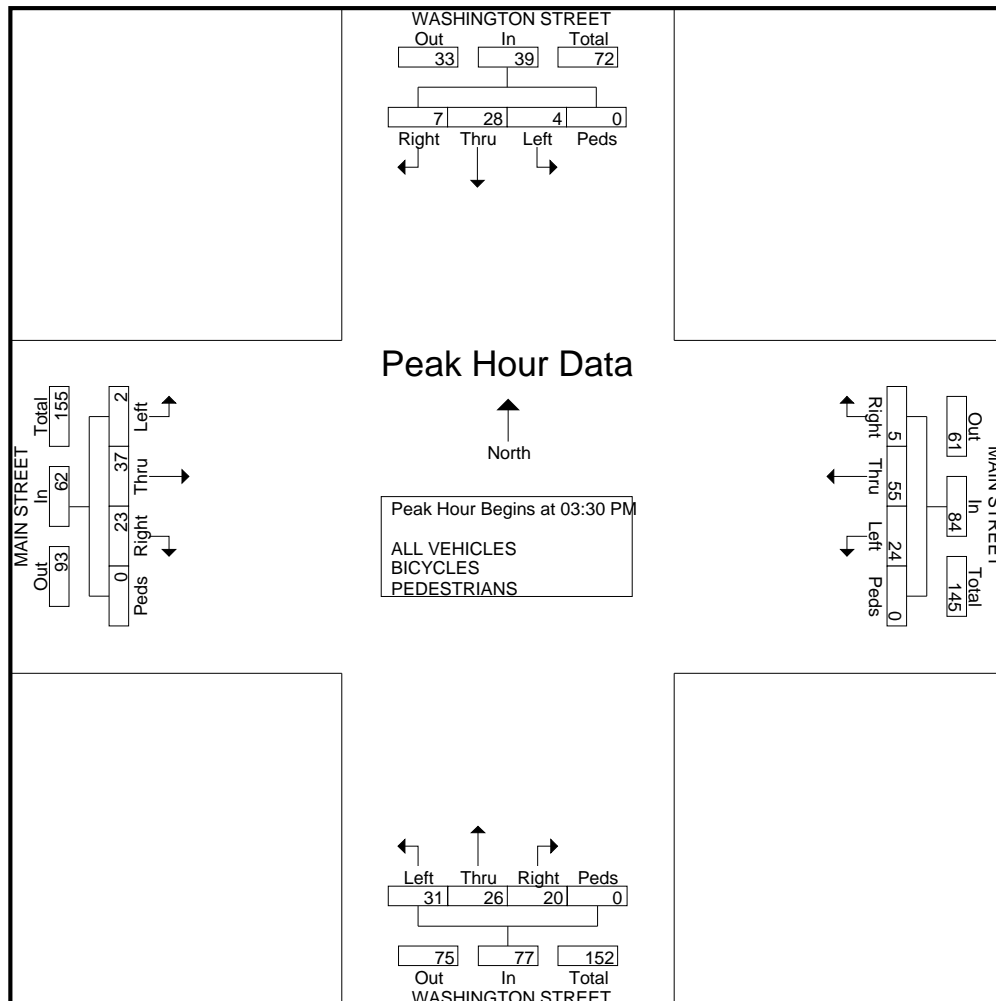 WASHINGTON STREET
Out In Total
33 39 72
7 28 4 0
Right Thru Left Peds
Peak Hour Data
North
Peak Hour Begins at 03:30 PM
ALL VEHICLES
BICYCLES
PEDESTRIANS
MAIN STREET
Out In Total
93 62 155
2 37 23 0
Left Thru Right Peds
MAIN STREET
Out In Total
61 84 145
5 55 24 0
Right Thru Left Peds
Left Thru Right Peds
31 26 20 0
75 77 152
Out In Total
WASHINGTON STREET